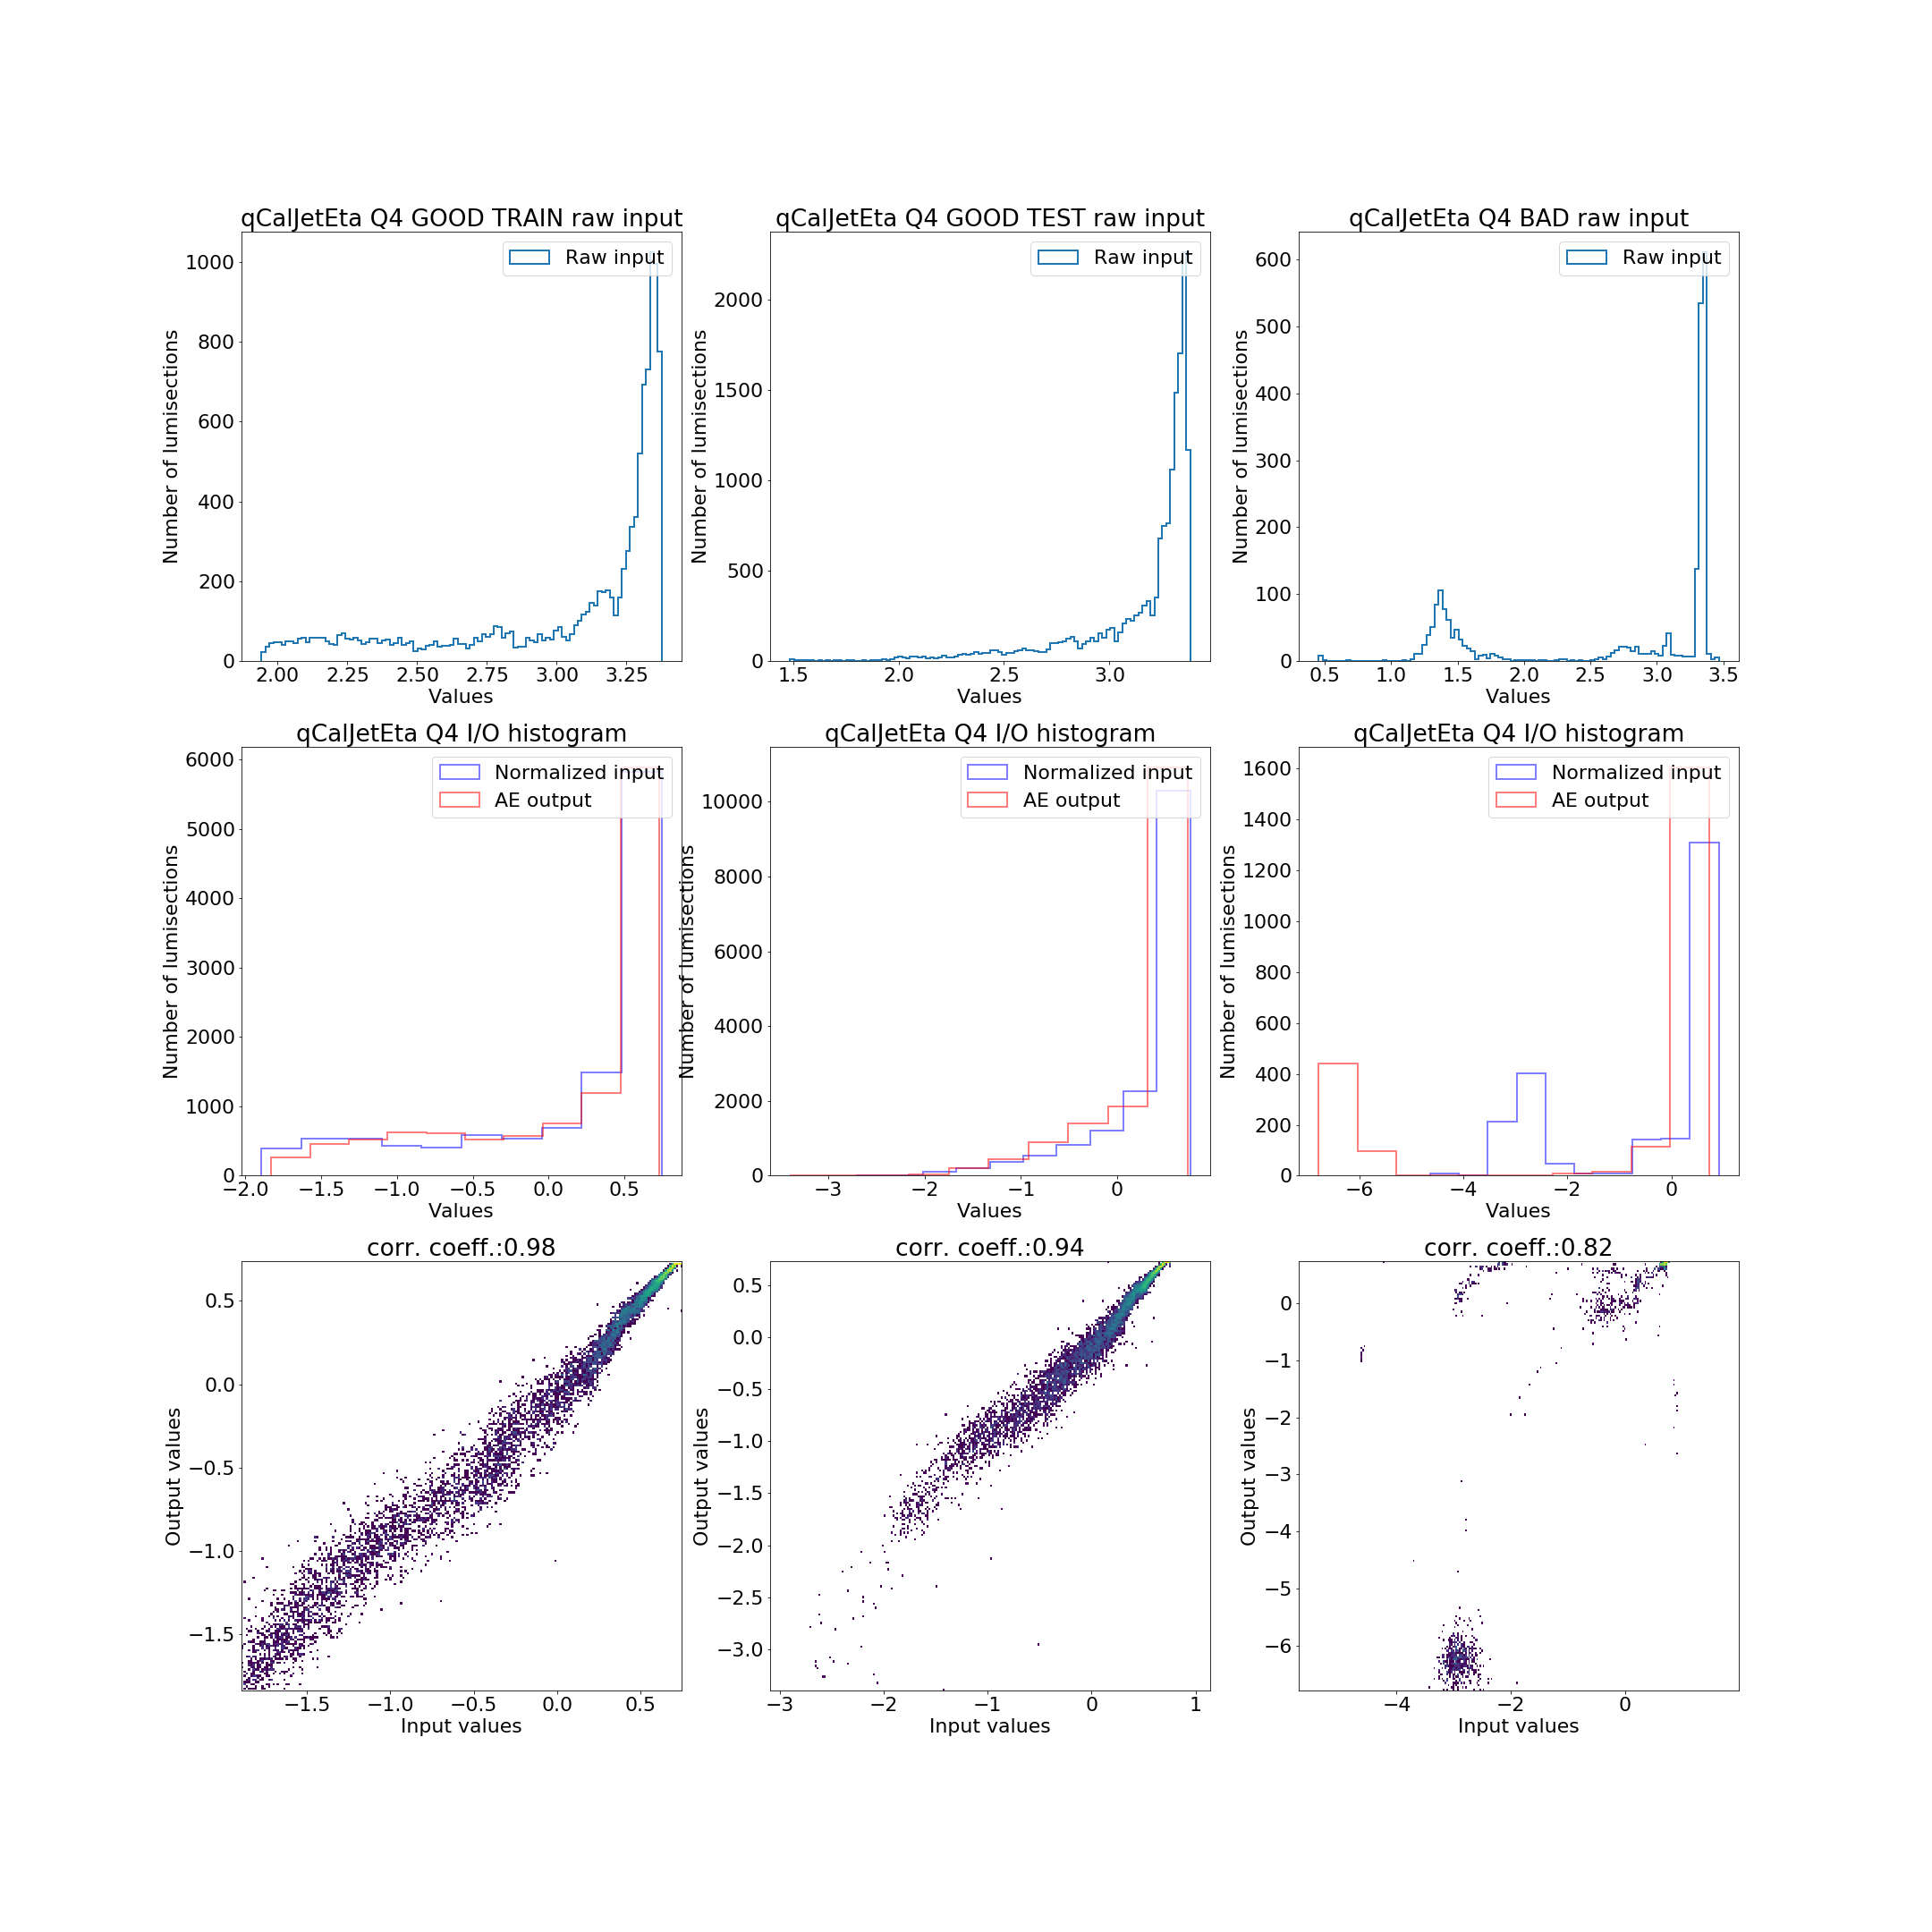 qCalJetEta Q4 GOOD TRAIN raw input
Raw input
Number of lumisections
1000
800
600
400
200
0
2.00 2.25 2.50 2.75 3.00 3.25
Values
qCalJetEta Q4 GOOD TEST raw input
Raw input
Number of lumisections
2000
1500
1000
500
0
1.5 2.0 2.5 3.0
Values
qCalJetEta Q4 BAD raw input
Raw input
Number of lumisections
600
500
400
300
200
100
0
0.5 1.0 1.5 2.0 2.5 3.0 3.5
Values
qCalJetEta Q4 I/O histogram
Normalized input
AE output
Number of lumisections
6000
5000
4000
3000
2000
1000
0
−2.0 −1.5 −1.0 −0.5 0.0 0.5
Values
qCalJetEta Q4 I/O histogram
Normalized input
AE output
Number of lumisections
10000
8000
6000
4000
2000
0
−3 −2 −1 0
Values
qCalJetEta Q4 I/O histogram
Normalized input
AE output
Number of lumisections
1600
1400
1200
1000
800
600
400
200
0
−6 −4 −2 0
Values
corr. coeff.:0.98
Output values
0.5
0.0
−0.5
−1.0
−1.5
−1.5 −1.0 −0.5 0.0 0.5
Input values
corr. coeff.:0.94
Output values
0.5
0.0
−0.5
−1.0
−1.5
−2.0
−2.5
−3.0
−3 −2 −1 0 1
Input values
corr. coeff.:0.82
Output values
0
−1
−2
−3
−4
−5
−6
−4 −2 0
Input values